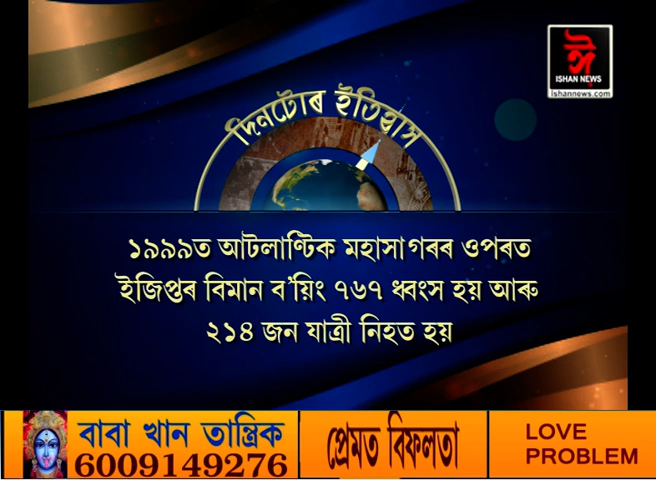 ঈ
ISHAN NEWS
ishannews.com
দিনটোৰ ইতিহাস
১৯৯৯ত আটলাণ্টিক মহাসাগৰৰ ওপৰত
ইজিপ্তৰ বিমান ব'য়িং ৭৬৭ ধ্বংস হয় আৰু
২১৪ জন যাত্ৰী নিহত হয়
বাবা খান তান্ত্ৰিক
6009149276
প্ৰেমত বিফলতা
LOVE
PROBLEM